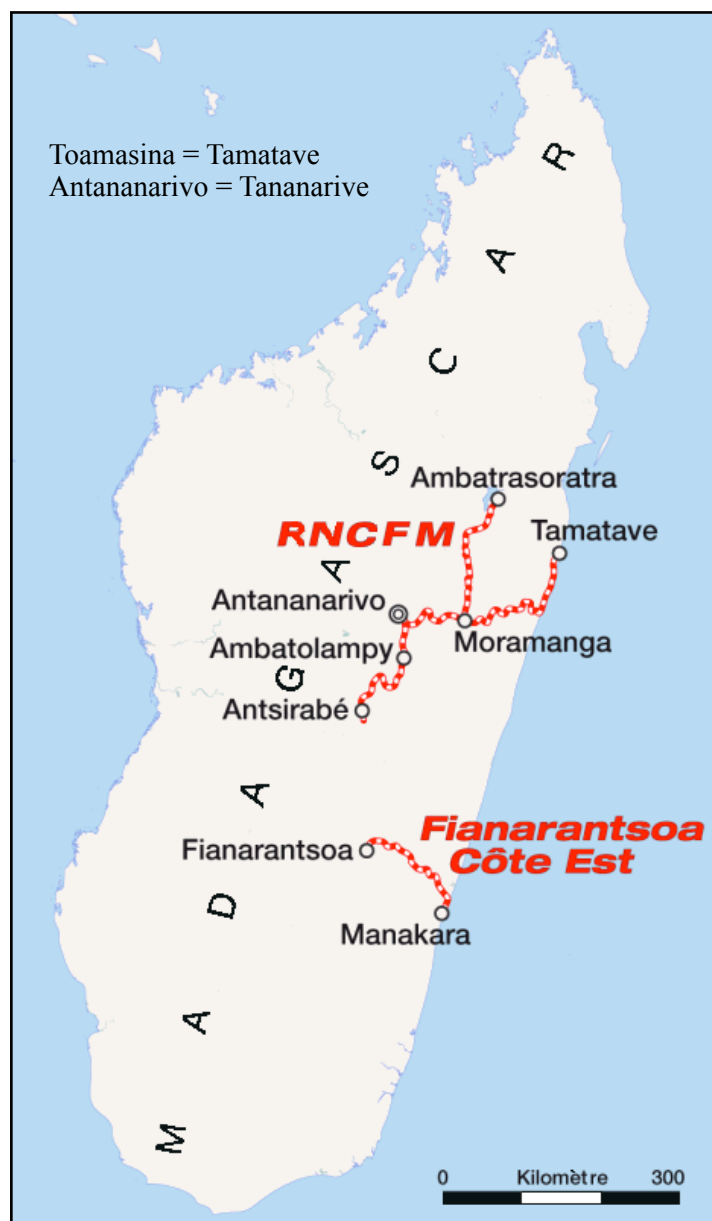 Toamasina = Tamatave
Antananarivo = Tananarive
MADAGASCAR
Ambatrasoratra
RNCFM
Tamatave
Antananarivo
Moramanga
Ambatolampy
Antsirabé
Fianarantsoa
Côte Est
Fianarantsoa
Manakara
0 Kilomètre 300